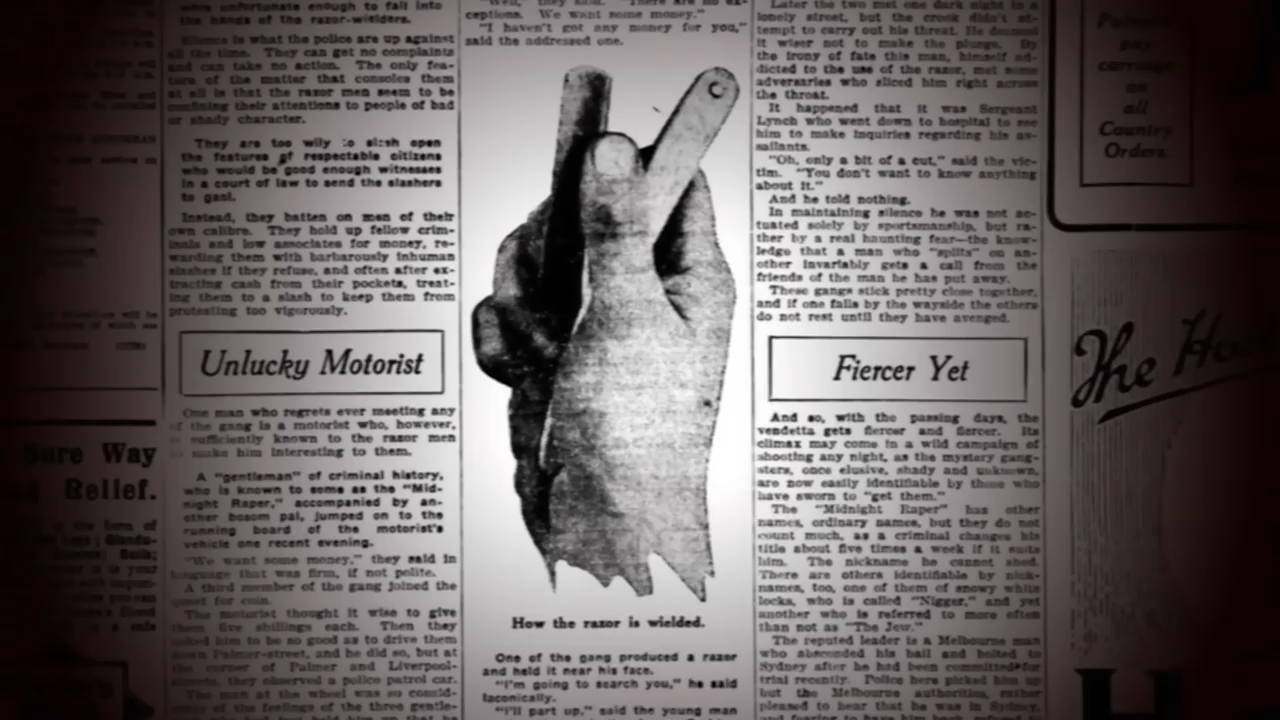 were unfortunate enough to fall into
the hands of the razor-wielders.
Silence is what the police are up against
all the time. They can get no complaints
and can take no action. The only fea-
ture of the matter that consoles them
at all is that the razor men seem to be
confining their attentions to people of bad
or shady character.
They are too wily to slash open
the features of respectable citizens
who would be good enough witnesses
in a court of law to send the slashers
to gaol.
Instead, they batten on men of their
own calibre. They hold up fellow crim-
inals and low associates for money, re-
warding them with barbarously inhuman
slashes if they refuse, and often after ex-
tracting cash from their pockets, treat-
ing them to a slash to keep them from
protesting too vigorously.
Unlucky Motorist
One man who regrets ever meeting any
of the gang is a motorist who, however,
is sufficiently known to the razor men
to make him interesting to them.
A "gentleman" of criminal history,
who is known to some as the "Mid-
night Raper," accompanied by an-
other bosom pal, jumped on to the
running board of the motorist's
vehicle one recent evening.
"We want some money," they said in
language that was firm, if not polite.
A third member of the gang joined the
quest for coin.
The motorist thought it wise to give
them five shillings each. Then they
asked him to be so good as to drive them
down Palmer-street, and he did so, but at
the corner of Palmer and Liverpool-
streets, they observed a police patrol car.
The man at the wheel was so consid-
of the feelings of the three gentle-
"Well," they said. "There are no ex-
ceptions. We want some money."
"I haven't got any money for you,"
said the addressed one.
How the razor is wielded.
One of the gang produced a razor
and held it near his face.
"I'm going to search you," he said
laconically.
"I'll part up," said the young man
Later the two met one dark night in a
lonely street, but the crook didn't at-
tempt to carry out his threat. He deemed
it wiser not to make the plunge. By
the irony of fate this man, himself ad-
dicted to the use of the razor, met some
adversaries who sliced him right across
the throat.
It happened that it was Sergeant
Lynch who went down to hospital to see
him to make inquiries regarding his as-
sailants.
"Oh, only a bit of a cut," said the vic-
tim. "You don't want to know anything
about it."
And he told nothing.
In maintaining silence he was not ac-
tuated solely by sportsmanship, but ra-
ther by a real haunting fear—the know-
ledge that a man who "splits" on an-
other invariably gets a call from the
friends of the man he has put away.
These gangs stick pretty close together,
and if one falls by the wayside the others
do not rest until they have avenged.
Fiercer Yet
And so, with the passing days, the
vendetta gets fiercer and fiercer. Its
climax may come in a wild campaign of
shooting any night, as the mystery gang-
sters, once elusive, shady and unknown,
are now easily identifiable by those who
have sworn to "get them."
The "Midnight Raper" has other
names, ordinary names, but they do not
count much, as a criminal changes his
title about five times a week if it suits
him. The nickname he cannot shed.
There are others identifiable by nick-
names, too, one of them of snowy white
locks, who is called "Nigger," and yet
another who is referred to more often
than not as "The Jew."
The reputed leader is a Melbourne man
who absconded his bail and bolted to
Sydney after he had been committed for
trial recently. Police here picked him up
but the Melbourne authorities, rather
pleased to hear that he was in Sydney,
pay
carriage
on
all
Country
Orders.
The
Sure Way
Relief.